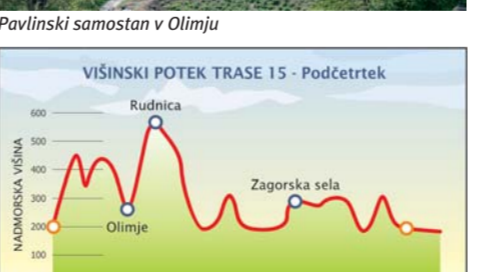 Pavlinski samostan v Olimju
VIŠINSKI POTEK TRASE 15 - Podčetrtek
NADMORSKA VIŠINA
600
500
400
300
200
100
Rudnica
Olimje
Zagorska sela